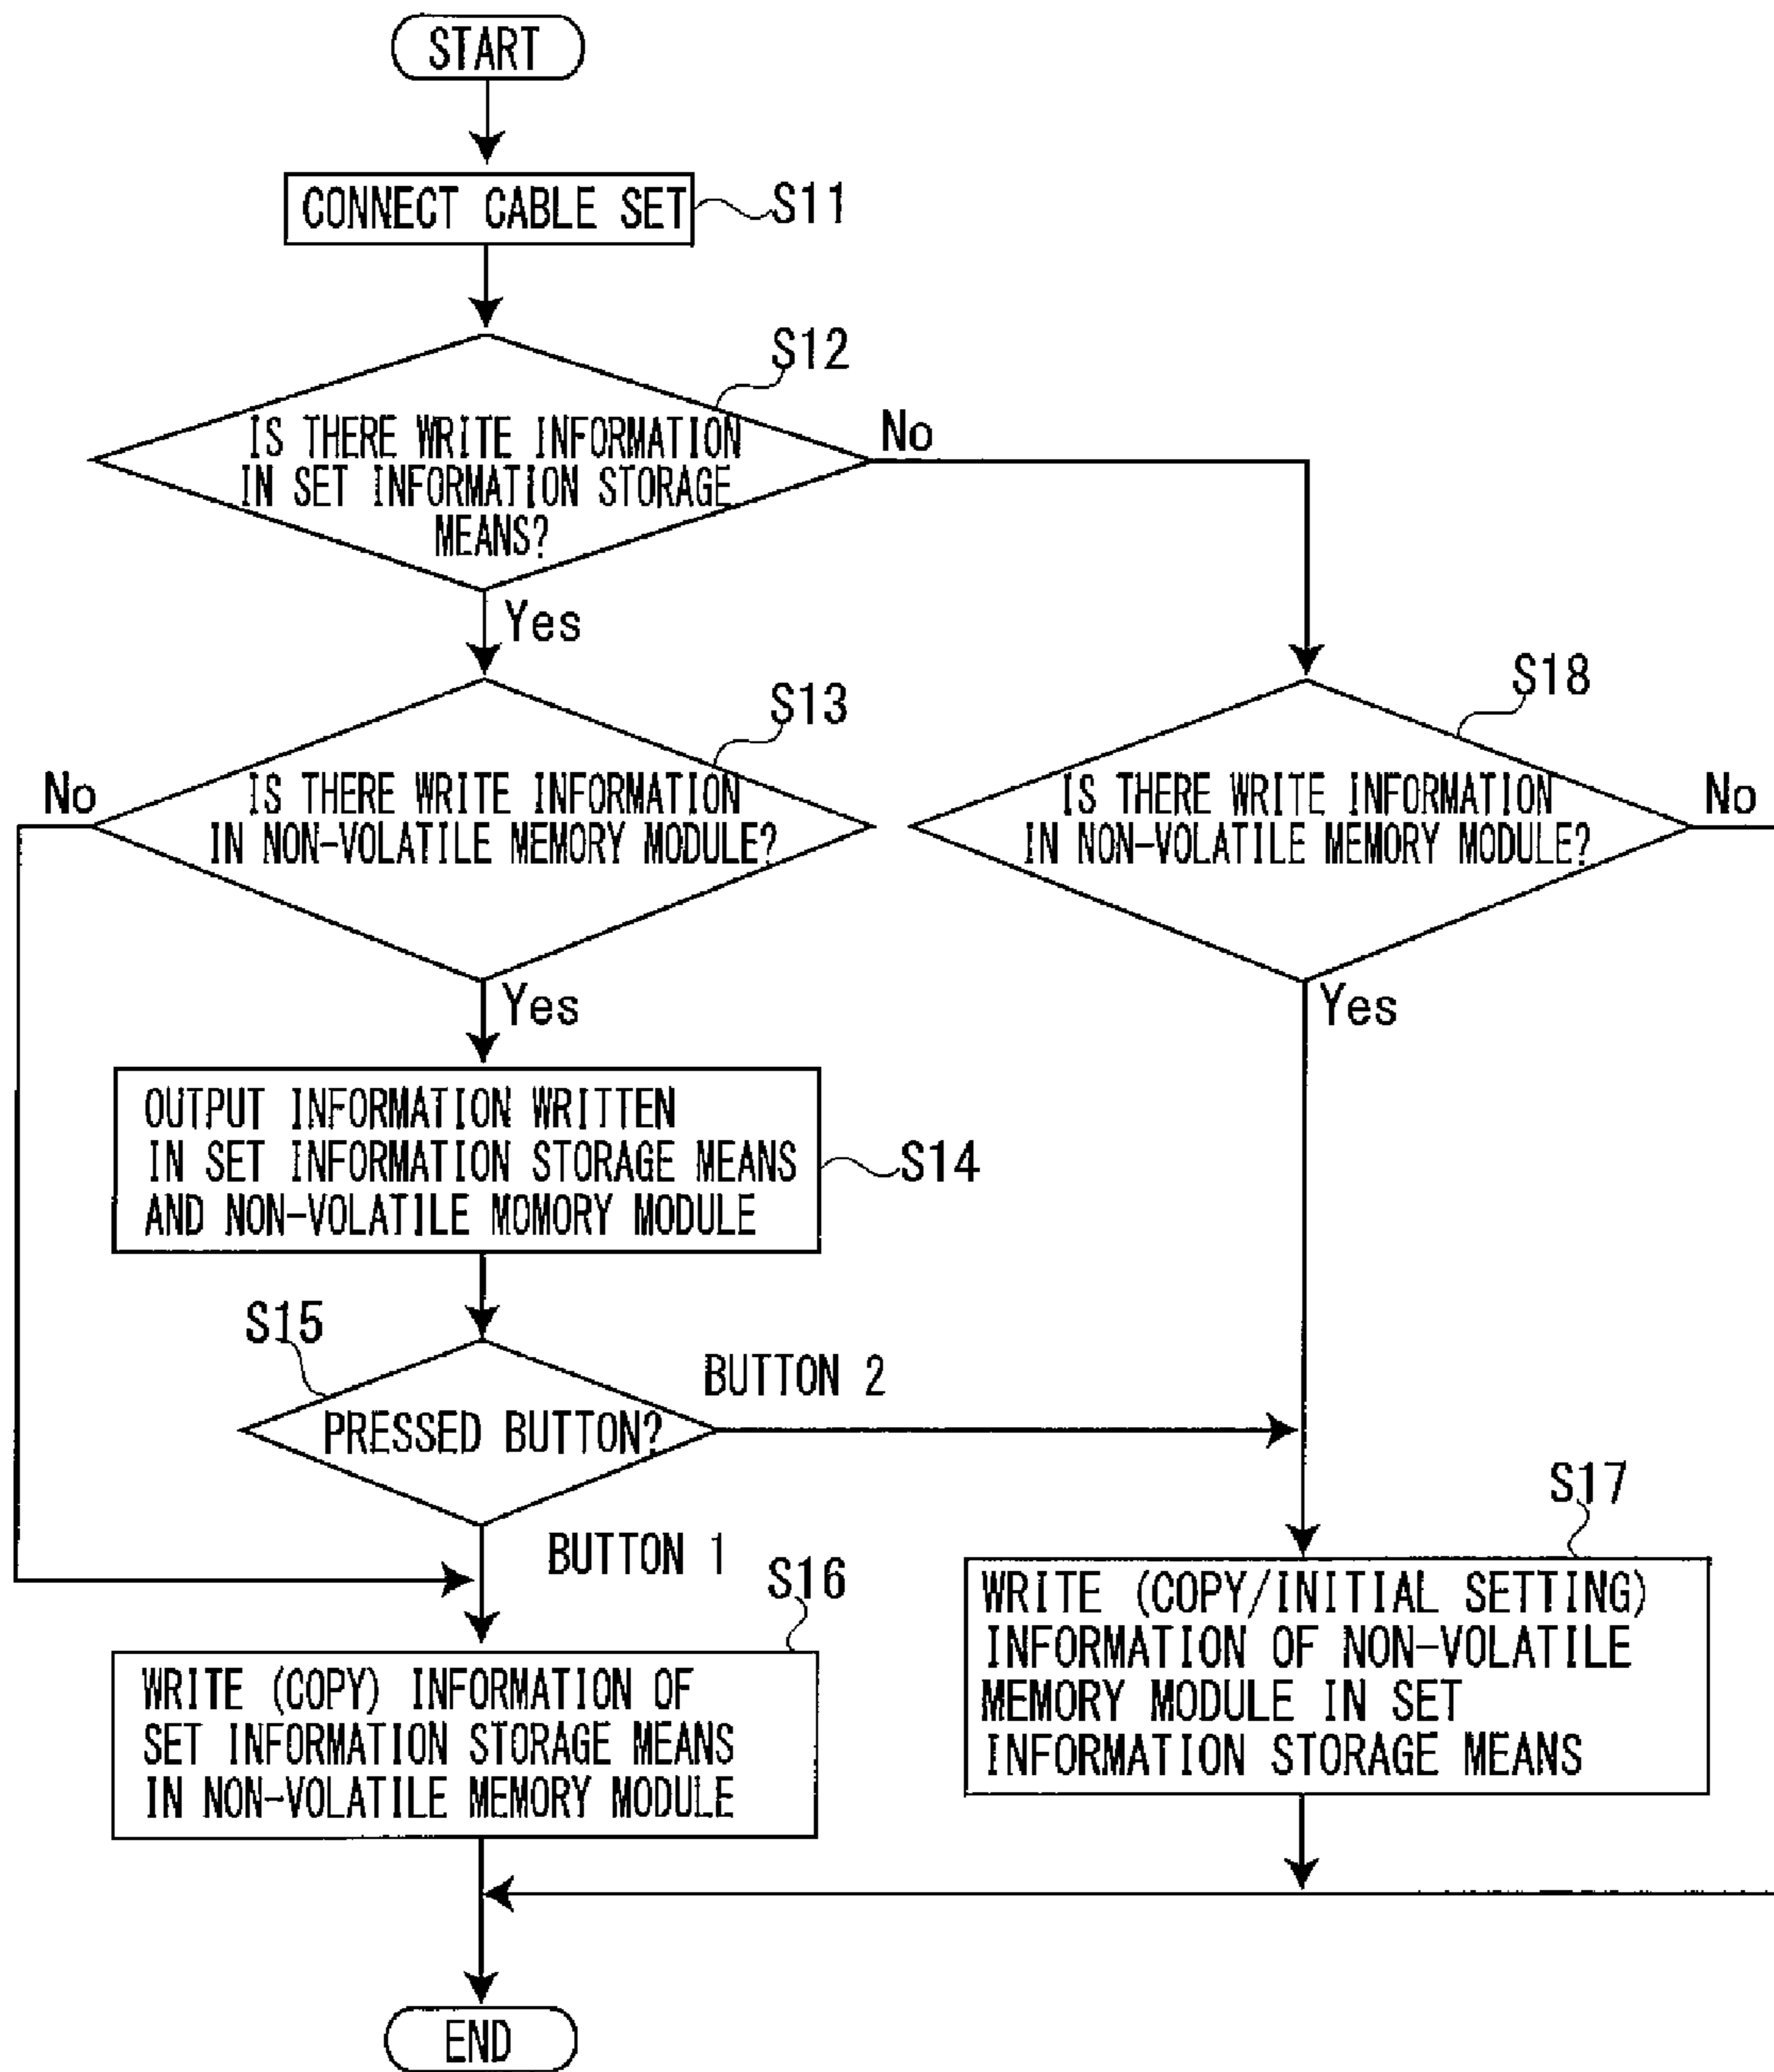 START
CONNECT CABLE SET
S11
S12
IS THERE WRITE INFORMATION
IN SET INFORMATION STORAGE
MEANS?
No
Yes
S13
IS THERE WRITE INFORMATION
IN NON-VOLATILE MEMORY MODULE?
No
Yes
S18
IS THERE WRITE INFORMATION
IN NON-VOLATILE MEMORY MODULE?
No
Yes
OUTPUT INFORMATION WRITTEN
IN SET INFORMATION STORAGE MEANS
AND NON-VOLATILE MOMORY MODULE
S14
S15
PRESSED BUTTON?
BUTTON 2
BUTTON 1
S16
WRITE (COPY) INFORMATION OF
SET INFORMATION STORAGE MEANS
IN NON-VOLATILE MEMORY MODULE
S17
WRITE (COPY/INITIAL SETTING)
INFORMATION OF NON-VOLATILE
MEMORY MODULE IN SET
INFORMATION STORAGE MEANS
END